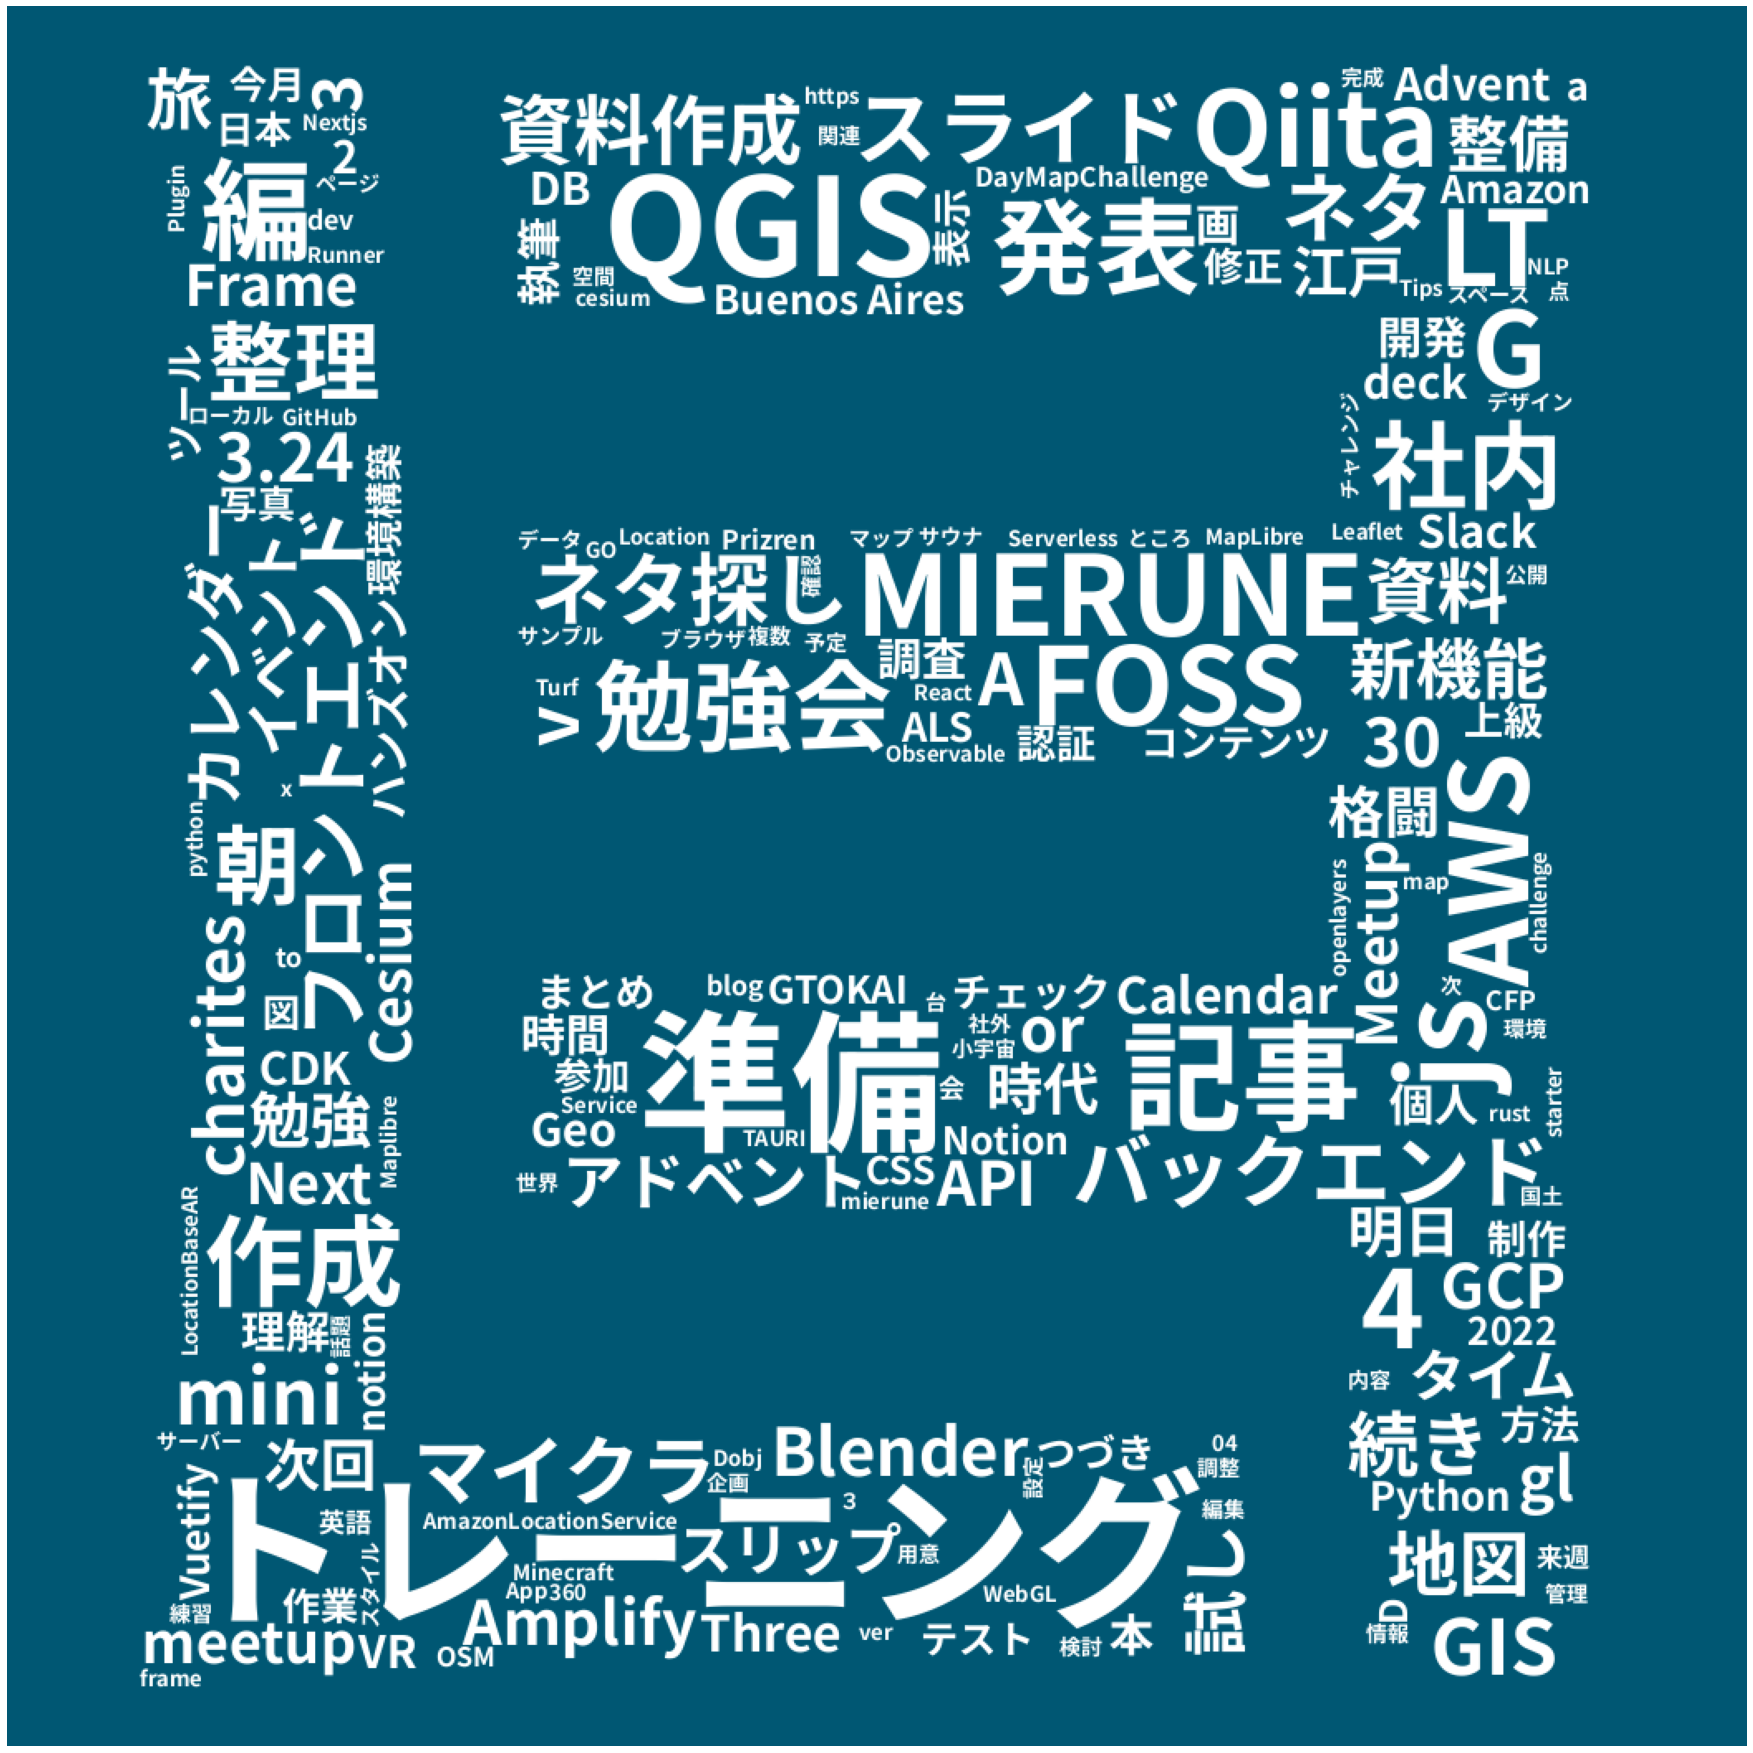 旅
今月
3
日本
Nextjs
2
Plugin
編
ページ
dev
Runner
Frame
整理
ツール
ローカル
GitHub
3.24
写真
環境構築
カレンダー
イベント
フロントエンド
ハンズオン
x
python
朝
Cesium
charites
to
図
CDK
勉強
Maplibre
Next
LocationBaseAR
作成
理解
話題
notion
mini
サーバー
次回
Vuetify
トレーニング
英語
スタイル
作業
練習
meetup
VR
frame
OSM
資料作成
https
関連
スライド
Qiita
完成
Advent
a
整備
DB
QGIS
表示
DayMapChallenge
発表
画
ネタ
Amazon
LT
執筆
空間
cesium
Buenos Aires
修正
江戸
Tips
スペース
NLP
点
開発
G
deck
デザイン
チャレンジ
社内
データ
GO
Location
Prizren
マップ
サウナ
Serverless
ところ
MapLibre
Leaflet
Slack
ネタ探し
確認
MIERUNE
資料
公開
サンプル
ブラウザ
複数
予定
調査
A
FOSS
新機能
Turf
v
勉強会
React
ALS
Observable
認証
コンテンツ
30
上級
格闘
AWS
Meetup
map
openlayers
challenge
まとめ
blog
GTOKAI
台
チェック
Calendar
次
CFP
js
環境
時間
準備
社外
小宇宙
or
記事
参加
会
時代
個人
rust
starter
Service
Geo
TAURI
Notion
世界
アドベント
CSS
mierune
API
バックエンド
国土
明日
制作
4
GCP
2022
内容
タイム
続き
方法
Python
gl
マイクラ
Dobj
企画
Blender
設定
つづき
04
調整
3
編集
AmazonLocationService
スリップ
用意
Minecraft
App360
Amplify
Three
WebGL
ver
テスト
検討
本
試し
地図
来週
管理
D
情報
GIS